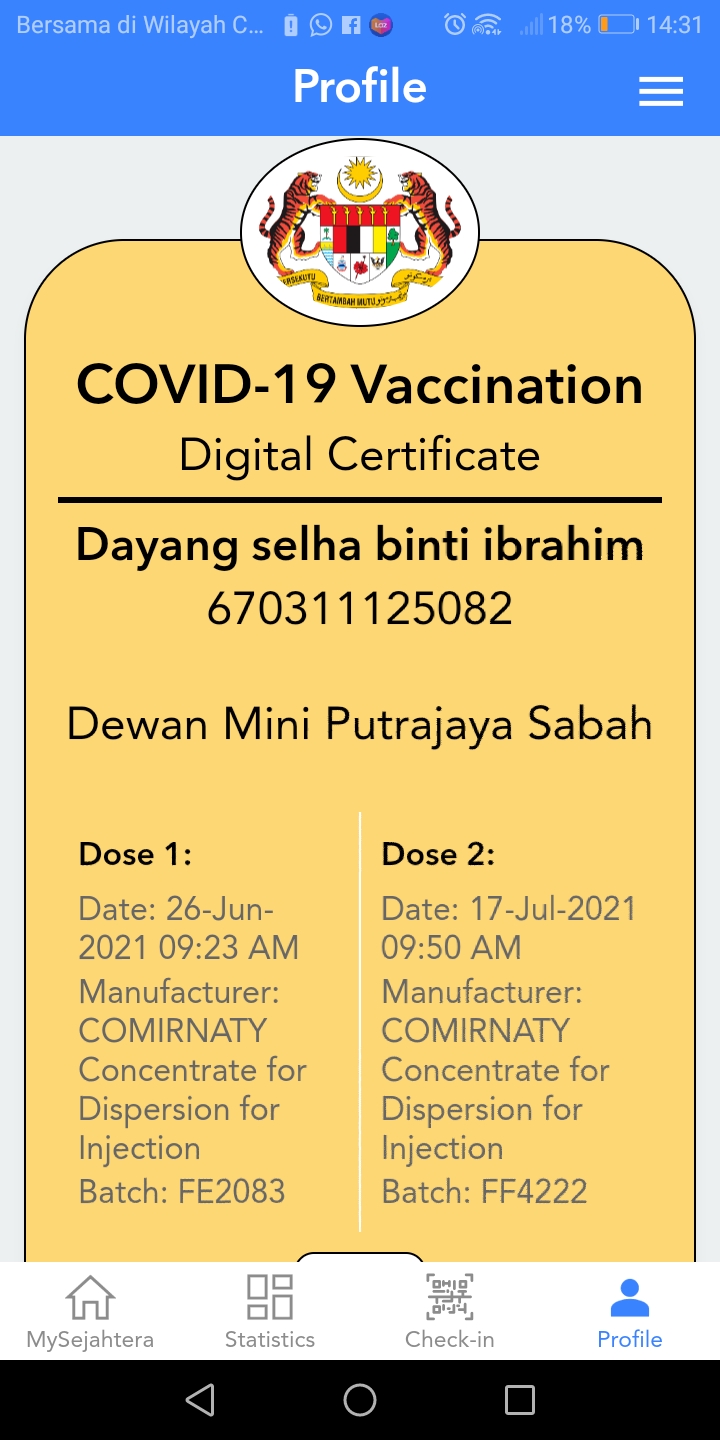 Bersama di Wilayah C... 18% 14:31
Profile
BERSEKUTU
BERTAMBAH MUTU
COVID-19 Vaccination
Digital Certificate
Dayang selha binti ibrahim
670311125082
Dewan Mini Putrajaya Sabah
Dose 1:
Date: 26-Jun-
2021 09:23 AM
Manufacturer:
COMIRNATY
Concentrate for
Dispersion for
Injection
Batch: FE2083
Dose 2:
Date: 17-Jul-2021
09:50 AM
Manufacturer:
COMIRNATY
Concentrate for
Dispersion for
Injection
Batch: FF4222
MySejahtera
Statistics
Check-in
Profile